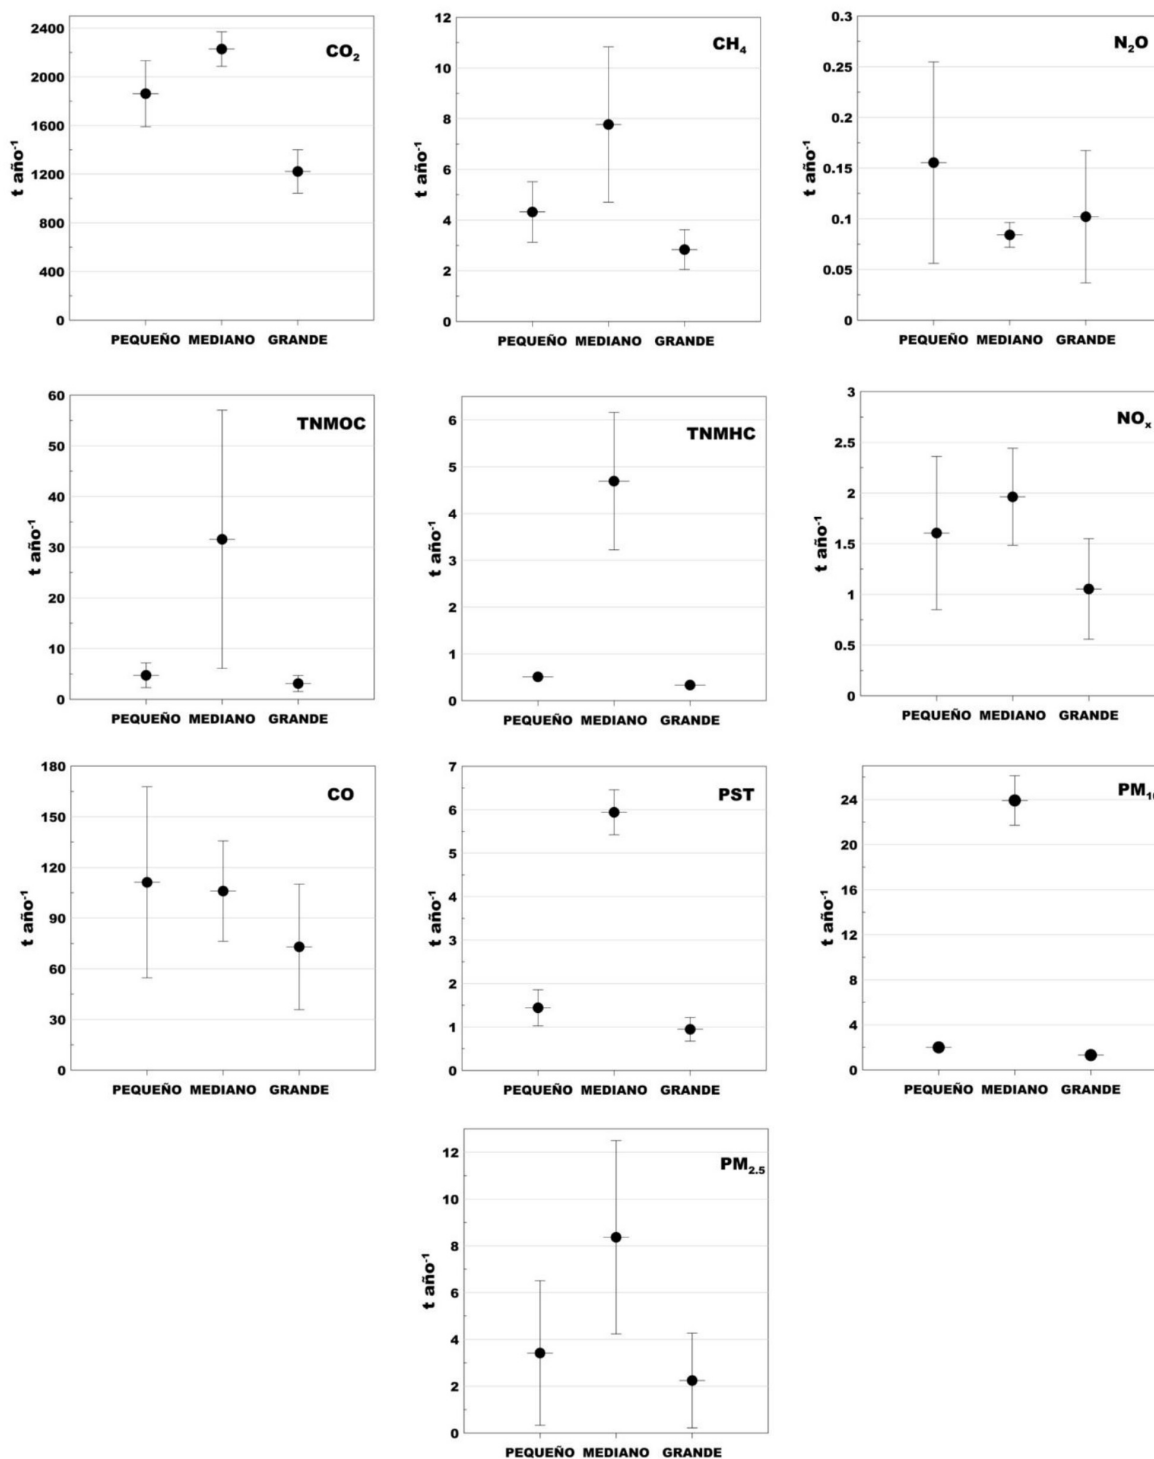 CO₂
t año⁻¹
2400
2000
1600
1200
800
400
0
PEQUEÑO MEDIANO GRANDE
CH₄
t año⁻¹
12
10
8
6
4
2
0
PEQUEÑO MEDIANO GRANDE
N₂O
t año⁻¹
0.3
0.25
0.2
0.15
0.1
0.05
0
PEQUEÑO MEDIANO GRANDE
TNMOC
t año⁻¹
60
50
40
30
20
10
0
PEQUEÑO MEDIANO GRANDE
TNMHC
t año⁻¹
6
5
4
3
2
1
0
PEQUEÑO MEDIANO GRANDE
NOₓ
t año⁻¹
3
2.5
2
1.5
1
0.5
0
PEQUEÑO MEDIANO GRANDE
CO
t año⁻¹
180
150
120
90
60
30
0
PEQUEÑO MEDIANO GRANDE
PST
t año⁻¹
7
6
5
4
3
2
1
0
PEQUEÑO MEDIANO GRANDE
PM₁₀
t año⁻¹
24
20
16
12
8
4
0
PEQUEÑO MEDIANO GRANDE
PM₂.₅
t año⁻¹
12
10
8
6
4
2
0
PEQUEÑO MEDIANO GRANDE